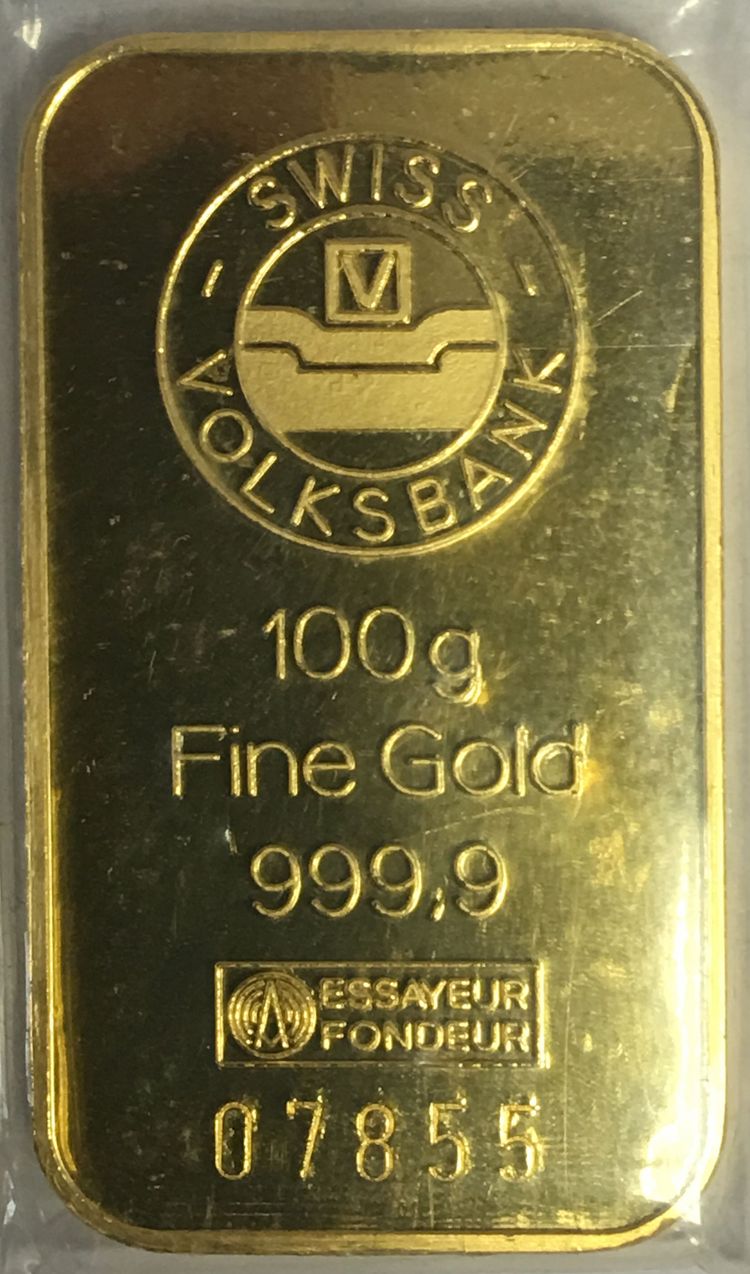 SWISS
V
VOLKSBANK
100g
Fine Gold
999,9
ESSAYEUR
FONDEUR
07855